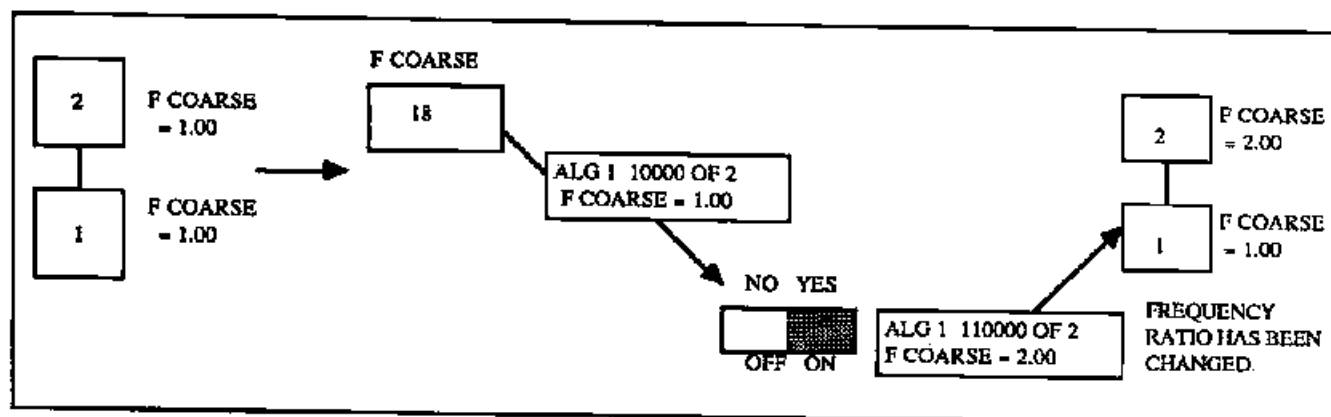 2
F COARSE
= 1.00
1
F COARSE
= 1.00
F COARSE
18
ALG 1 10000 OF 2
F COARSE = 1.00
NO YES
OFF ON
ALG 1 110000 OF 2
F COARSE = 2.00
2
F COARSE
= 2.00
1
F COARSE
= 1.00
FREQUENCY
RATIO HAS BEEN
CHANGED.